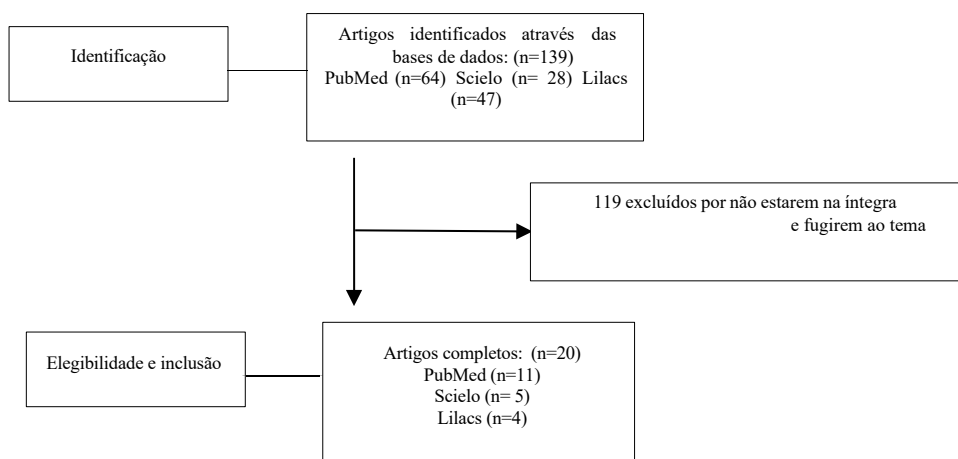 Identificação
Artigos identificados através das
bases de dados: (n=139)
PubMed (n=64) Scielo (n= 28) Lilacs
(n=47)
119 excluídos por não estarem na íntegra
e fugirem ao tema
Elegibilidade e inclusão
Artigos completos: (n=20)
PubMed (n=11)
Scielo (n= 5)
Lilacs (n=4)